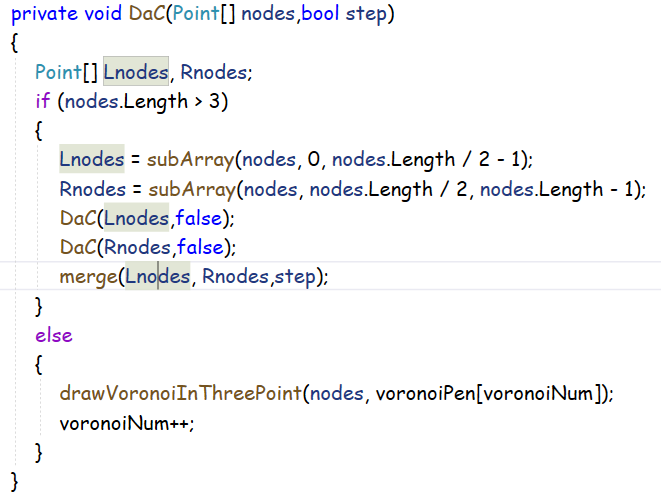 private void DaC(Point[] nodes,bool step)
{
Point[] Lnodes, Rnodes;
if (nodes.Length > 3)
{
Lnodes = subArray(nodes, 0, nodes.Length / 2 - 1);
Rnodes = subArray(nodes, nodes.Length / 2, nodes.Length - 1);
DaC(Lnodes,false);
DaC(Rnodes,false);
merge(Lnodes, Rnodes,step);
}
else
{
drawVoronoiInThreePoint(nodes, voronoiPen[voronoiNum]);
voronoiNum++;
}
}